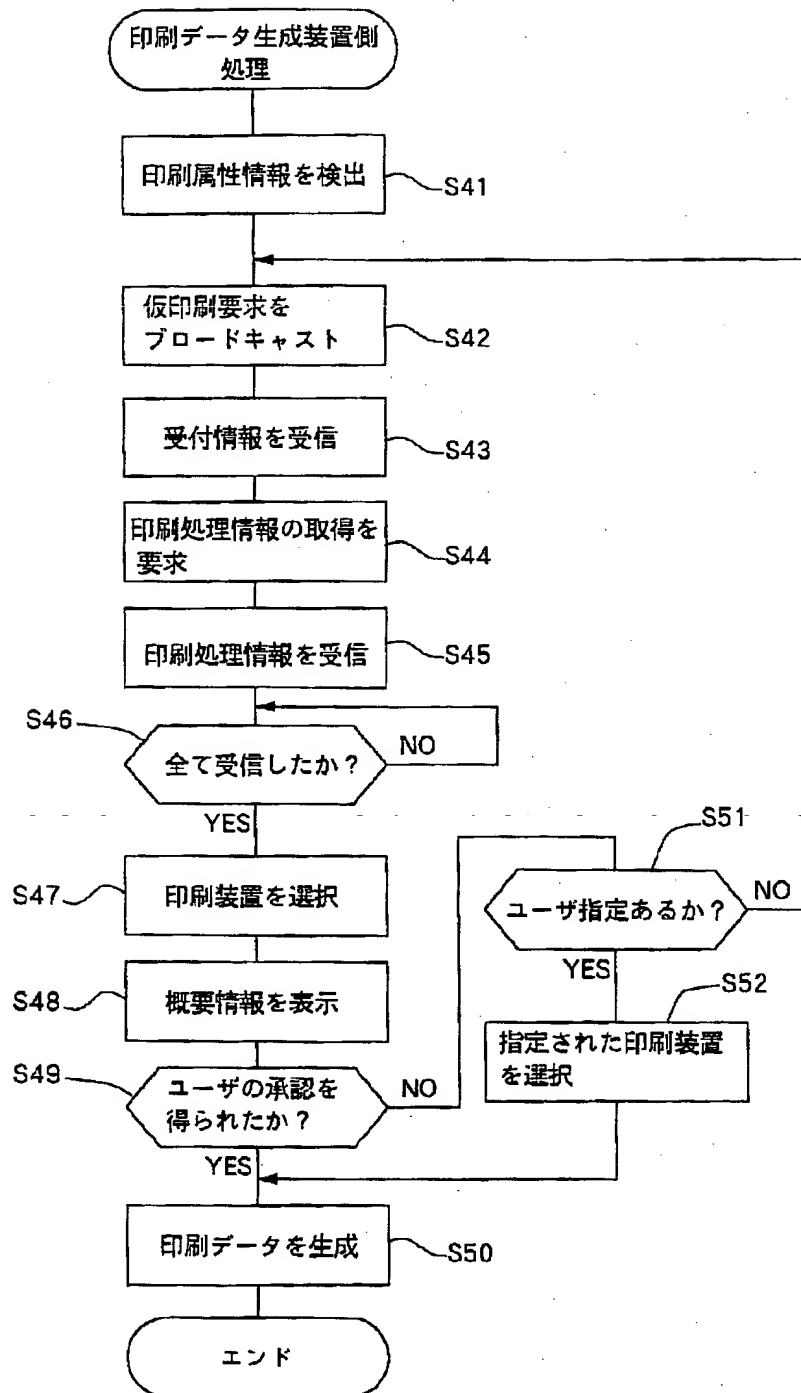 印刷データ生成装置側
処理
印刷属性情報を検出
S41
仮印刷要求を
ブロードキャスト
S42
受付情報を受信
S43
印刷処理情報の取得を
要求
S44
印刷処理情報を受信
S45
S46
全て受信したか？
NO
YES
S47
印刷装置を選択
S48
概要情報を表示
S49
ユーザの承認を
得られたか？
NO
YES
S51
ユーザ指定あるか？
NO
YES
S52
指定された印刷装置
を選択
印刷データを生成
S50
エンド